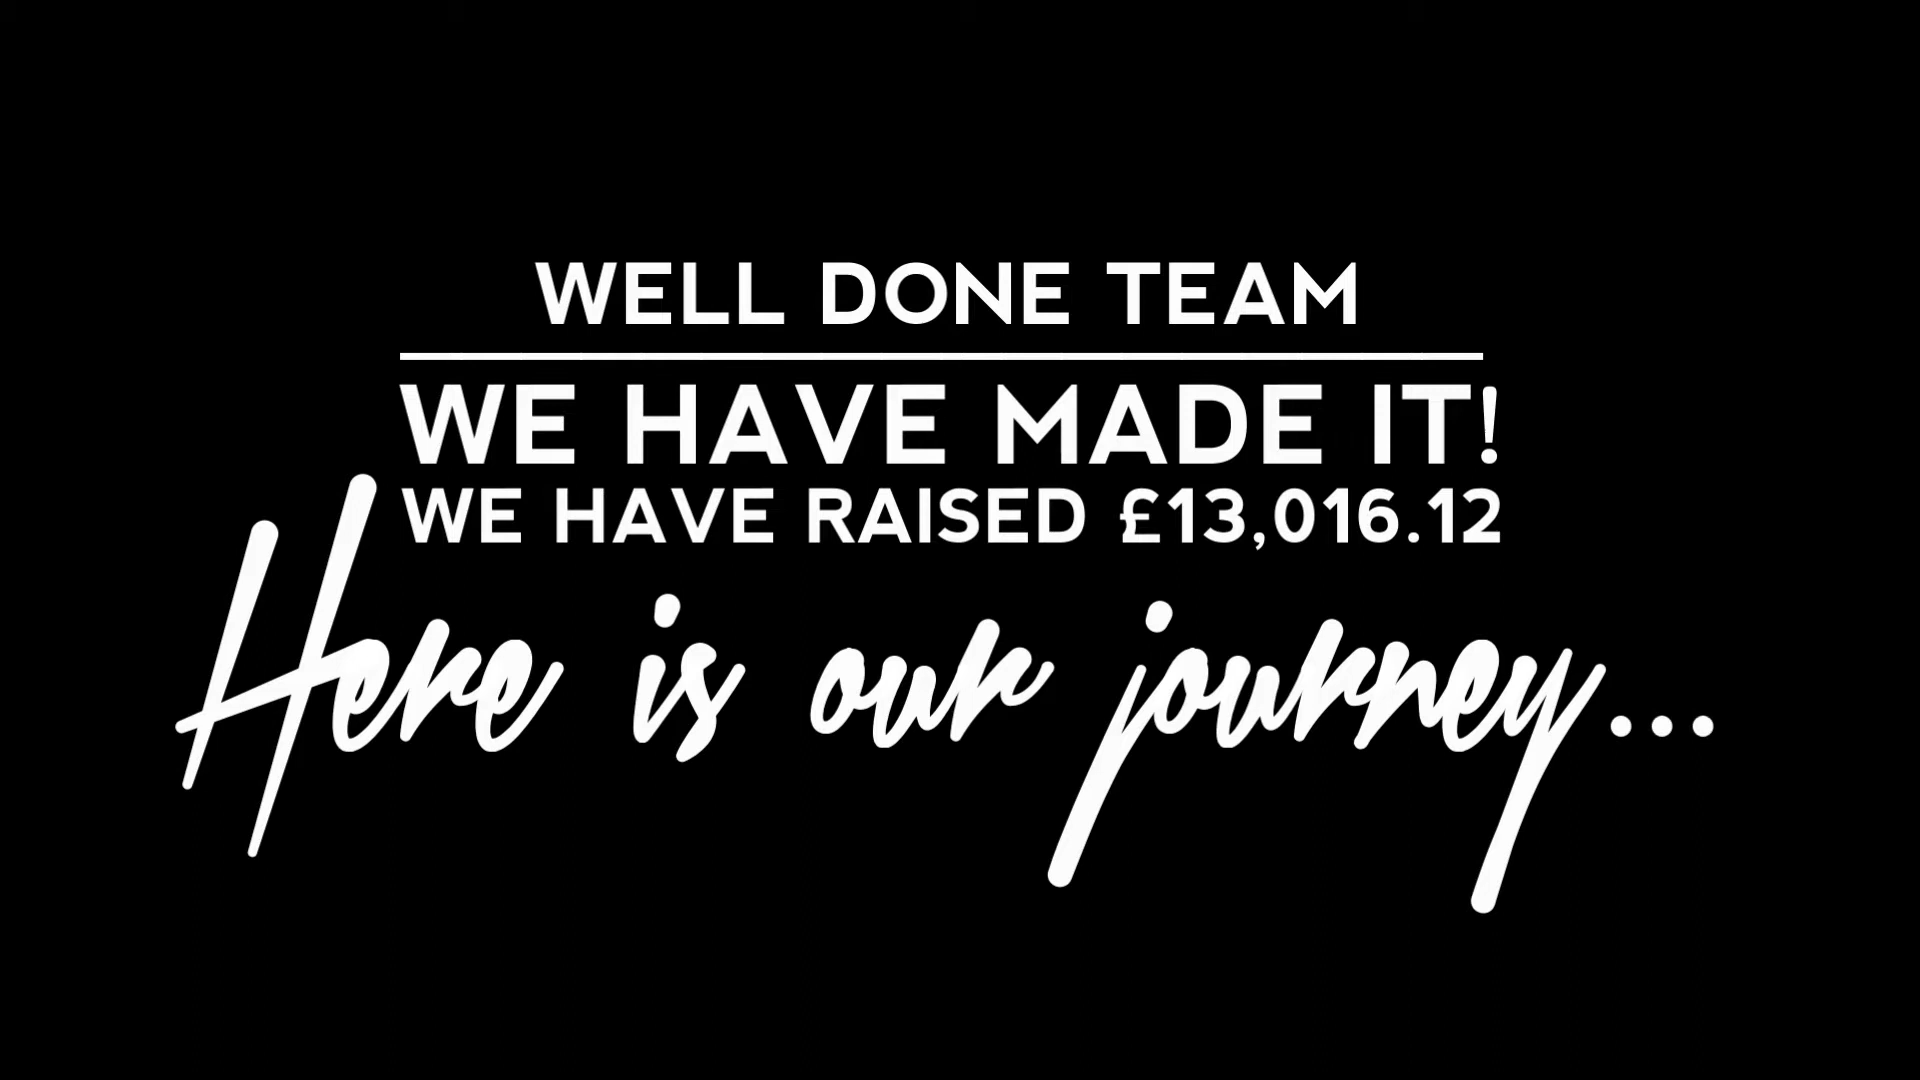 WELL DONE TEAM
WE HAVE MADE IT!
WE HAVE RAISED £13,016.12
Here is our journey...